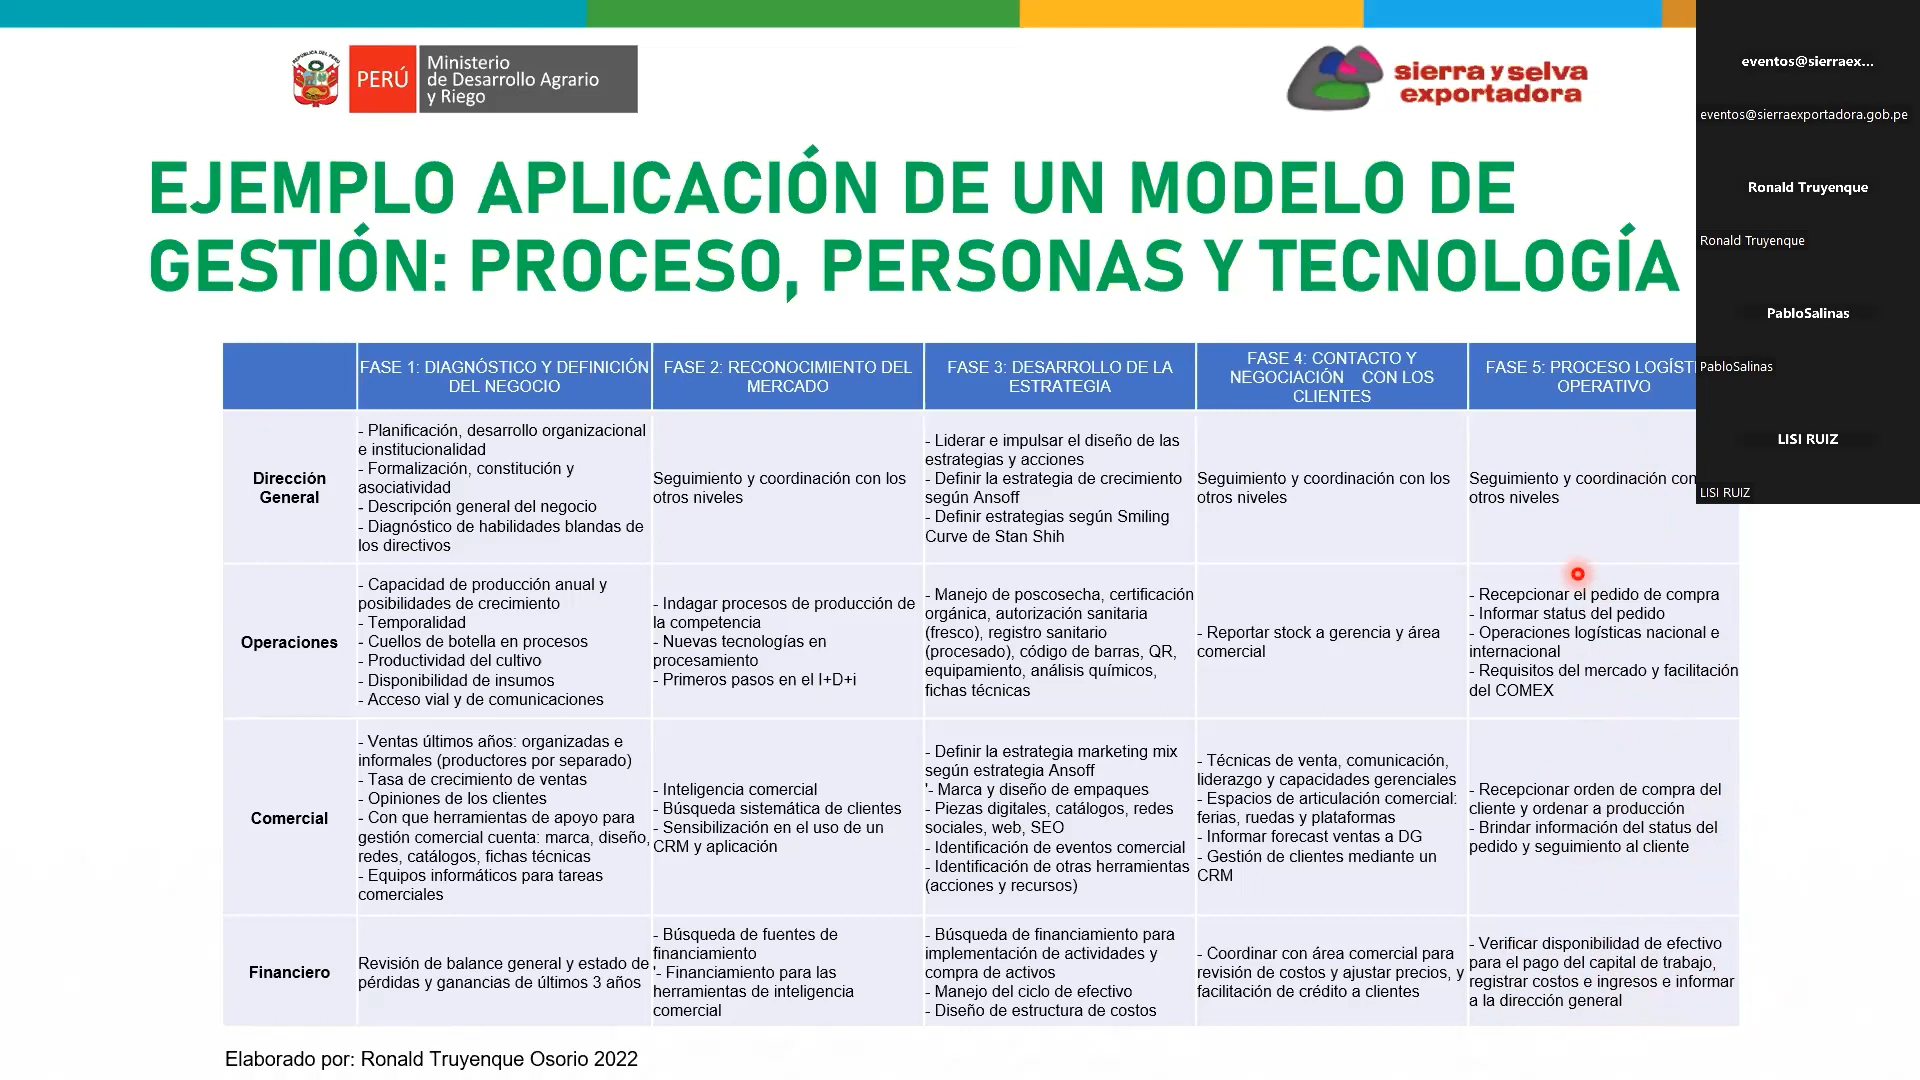 REPUBLICA DEL PERU
PERÚ
Ministerio
de Desarrollo Agrario
y Riego
sierra y selva
exportadora
EJEMPLO APLICACIÓN DE UN MODELO DE
GESTIÓN: PROCESO, PERSONAS Y TECNOLOGÍA
FASE 1: DIAGNÓSTICO Y DEFINICIÓN
DEL NEGOCIO
FASE 2: RECONOCIMIENTO DEL
MERCADO
FASE 3: DESARROLLO DE LA
ESTRATEGIA
FASE 4: CONTACTO Y
NEGOCIACIÓN CON LOS
CLIENTES
FASE 5: PROCESO LOGÍST
OPERATIVO
Dirección
General
- Planificación, desarrollo organizacional
e institucionalidad
- Formalización, constitución y
asociatividad
- Descripción general del negocio
- Diagnóstico de habilidades blandas de
los directivos
Seguimiento y coordinación con los
otros niveles
- Liderar e impulsar el diseño de las
estrategias y acciones
- Definir la estrategia de crecimiento
según Ansoff
- Definir estrategias según Smiling
Curve de Stan Shih
Seguimiento y coordinación con los
otros niveles
Seguimiento y coordinación con
otros niveles
Operaciones
- Capacidad de producción anual y
posibilidades de crecimiento
- Temporalidad
- Cuellos de botella en procesos
- Productividad del cultivo
- Disponibilidad de insumos
- Acceso vial y de comunicaciones
- Indagar procesos de producción de
la competencia
- Nuevas tecnologías en
procesamiento
- Primeros pasos en el I+D+i
- Manejo de poscosecha, certificación
orgánica, autorización sanitaria
(fresco), registro sanitario
(procesado), código de barras, QR,
equipamiento, análisis químicos,
fichas técnicas
- Reportar stock a gerencia y área
comercial
- Recepcionar el pedido de compra
- Informar status del pedido
- Operaciones logísticas nacional e
internacional
- Requisitos del mercado y facilitación
del COMEX
Comercial
- Ventas últimos años: organizadas e
informales (productores por separado)
- Tasa de crecimiento de ventas
- Opiniones de los clientes
- Con que herramientas de apoyo para
gestión comercial cuenta: marca, diseño,
redes, catálogos, fichas técnicas
- Equipos informáticos para tareas
comerciales
- Inteligencia comercial
- Búsqueda sistemática de clientes
- Sensibilización en el uso de un
CRM y aplicación
- Definir la estrategia marketing mix
según estrategia Ansoff
'- Marca y diseño de empaques
- Piezas digitales, catálogos, redes
sociales, web, SEO
- Identificación de eventos comercial
- Identificación de otras herramientas
(acciones y recursos)
- Técnicas de venta, comunicación,
liderazgo y capacidades gerenciales
- Espacios de articulación comercial:
ferias, ruedas y plataformas
- Informar forecast ventas a DG
- Gestión de clientes mediante un
CRM
- Recepcionar orden de compra del
cliente y ordenar a producción
- Brindar información del status del
pedido y seguimiento al cliente
Financiero
Revisión de balance general y estado de
pérdidas y ganancias de últimos 3 años
- Búsqueda de fuentes de
financiamiento
'- Financiamiento para las
herramientas de inteligencia
comercial
- Búsqueda de financiamiento para
implementación de actividades y
compra de activos
- Manejo del ciclo de efectivo
- Diseño de estructura de costos
- Coordinar con área comercial para
revisión de costos y ajustar precios, y
facilitación de crédito a clientes
- Verificar disponibilidad de efectivo
para el pago del capital de trabajo,
registrar costos e ingresos e informar
a la dirección general
Elaborado por: Ronald Truyenque Osorio 2022
eventos@sierraex...
eventos@sierraexportadora.gob.pe
Ronald Truyenque
Ronald Truyenque
PabloSalinas
PabloSalinas
LISI RUIZ
LISI RUIZ